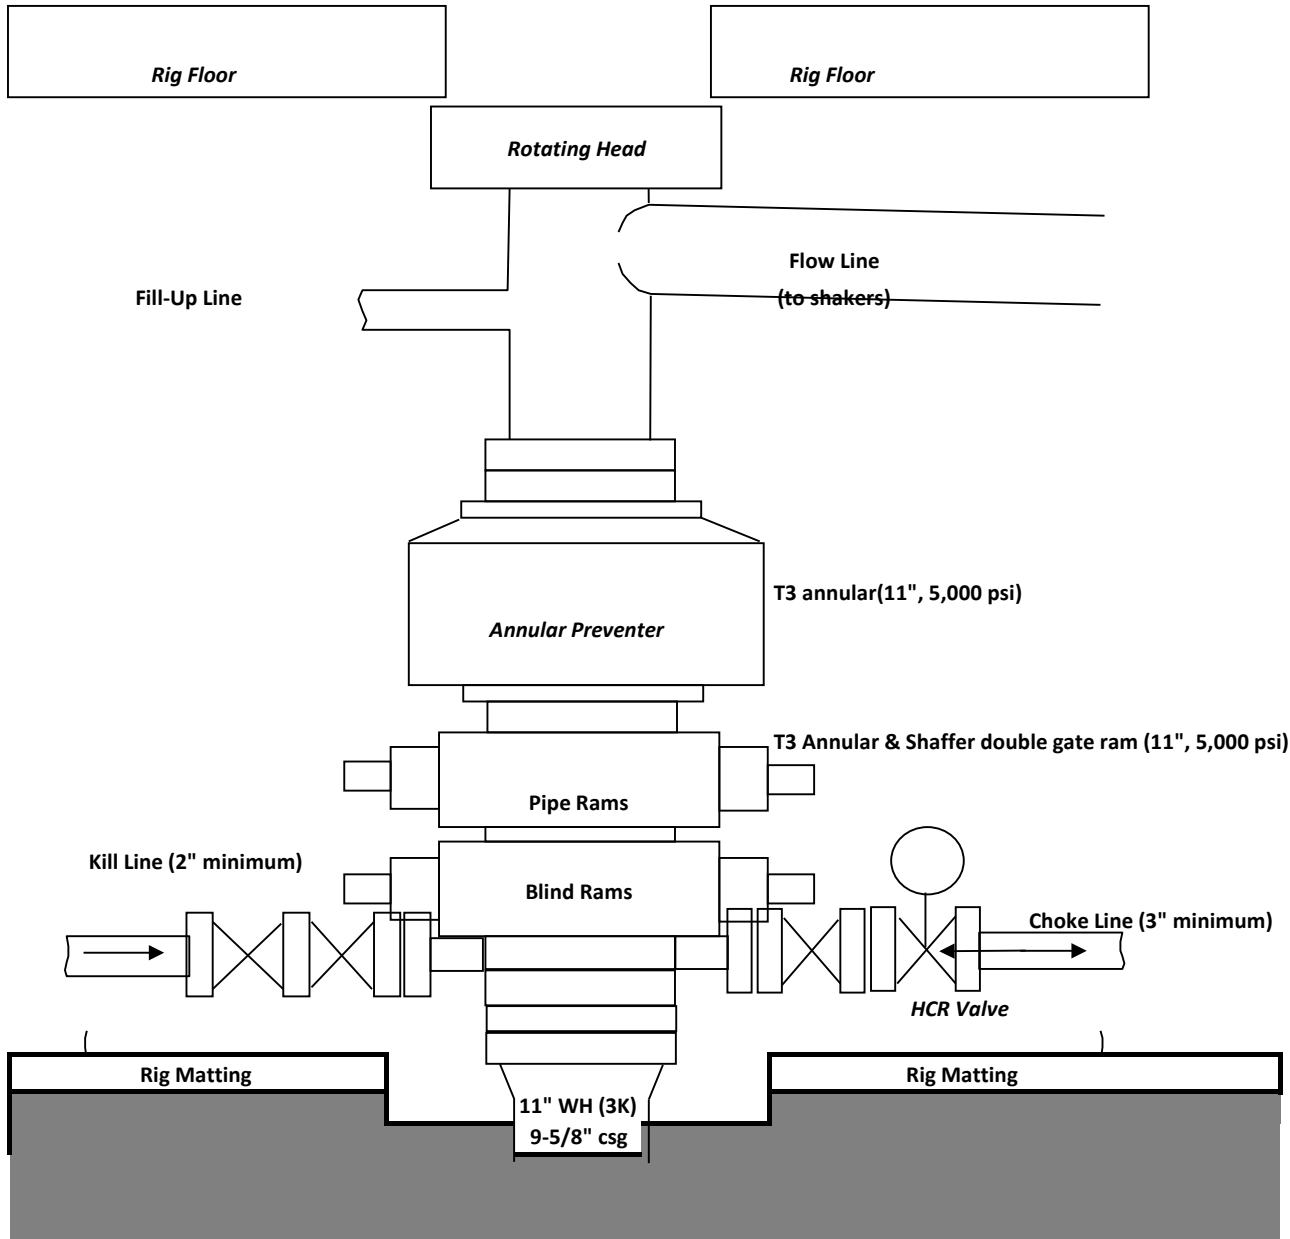 Rig Floor
Rig Floor
Rotating Head
Flow Line
(to shakers)
Fill-Up Line
T3 annular(11", 5,000 psi)
Annular Preventer
T3 Annular & Shaffer double gate ram (11", 5,000 psi)
Pipe Rams
Kill Line (2" minimum)
Blind Rams
Choke Line (3" minimum)
HCR Valve
Rig Matting
Rig Matting
11" WH (3K)
9-5/8" csg